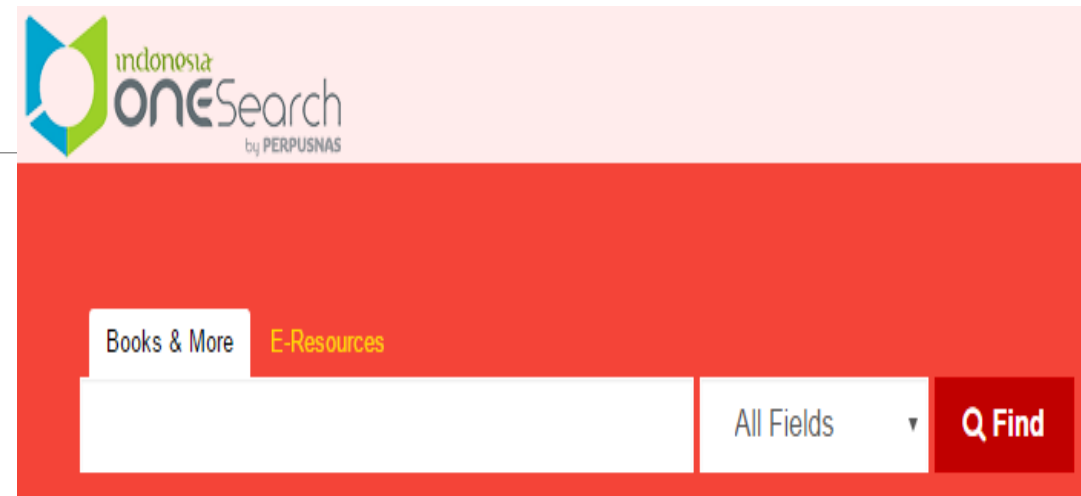 indonesia
oneSearch
by PERPUSNAS
Books & More E-Resources
All Fields Find